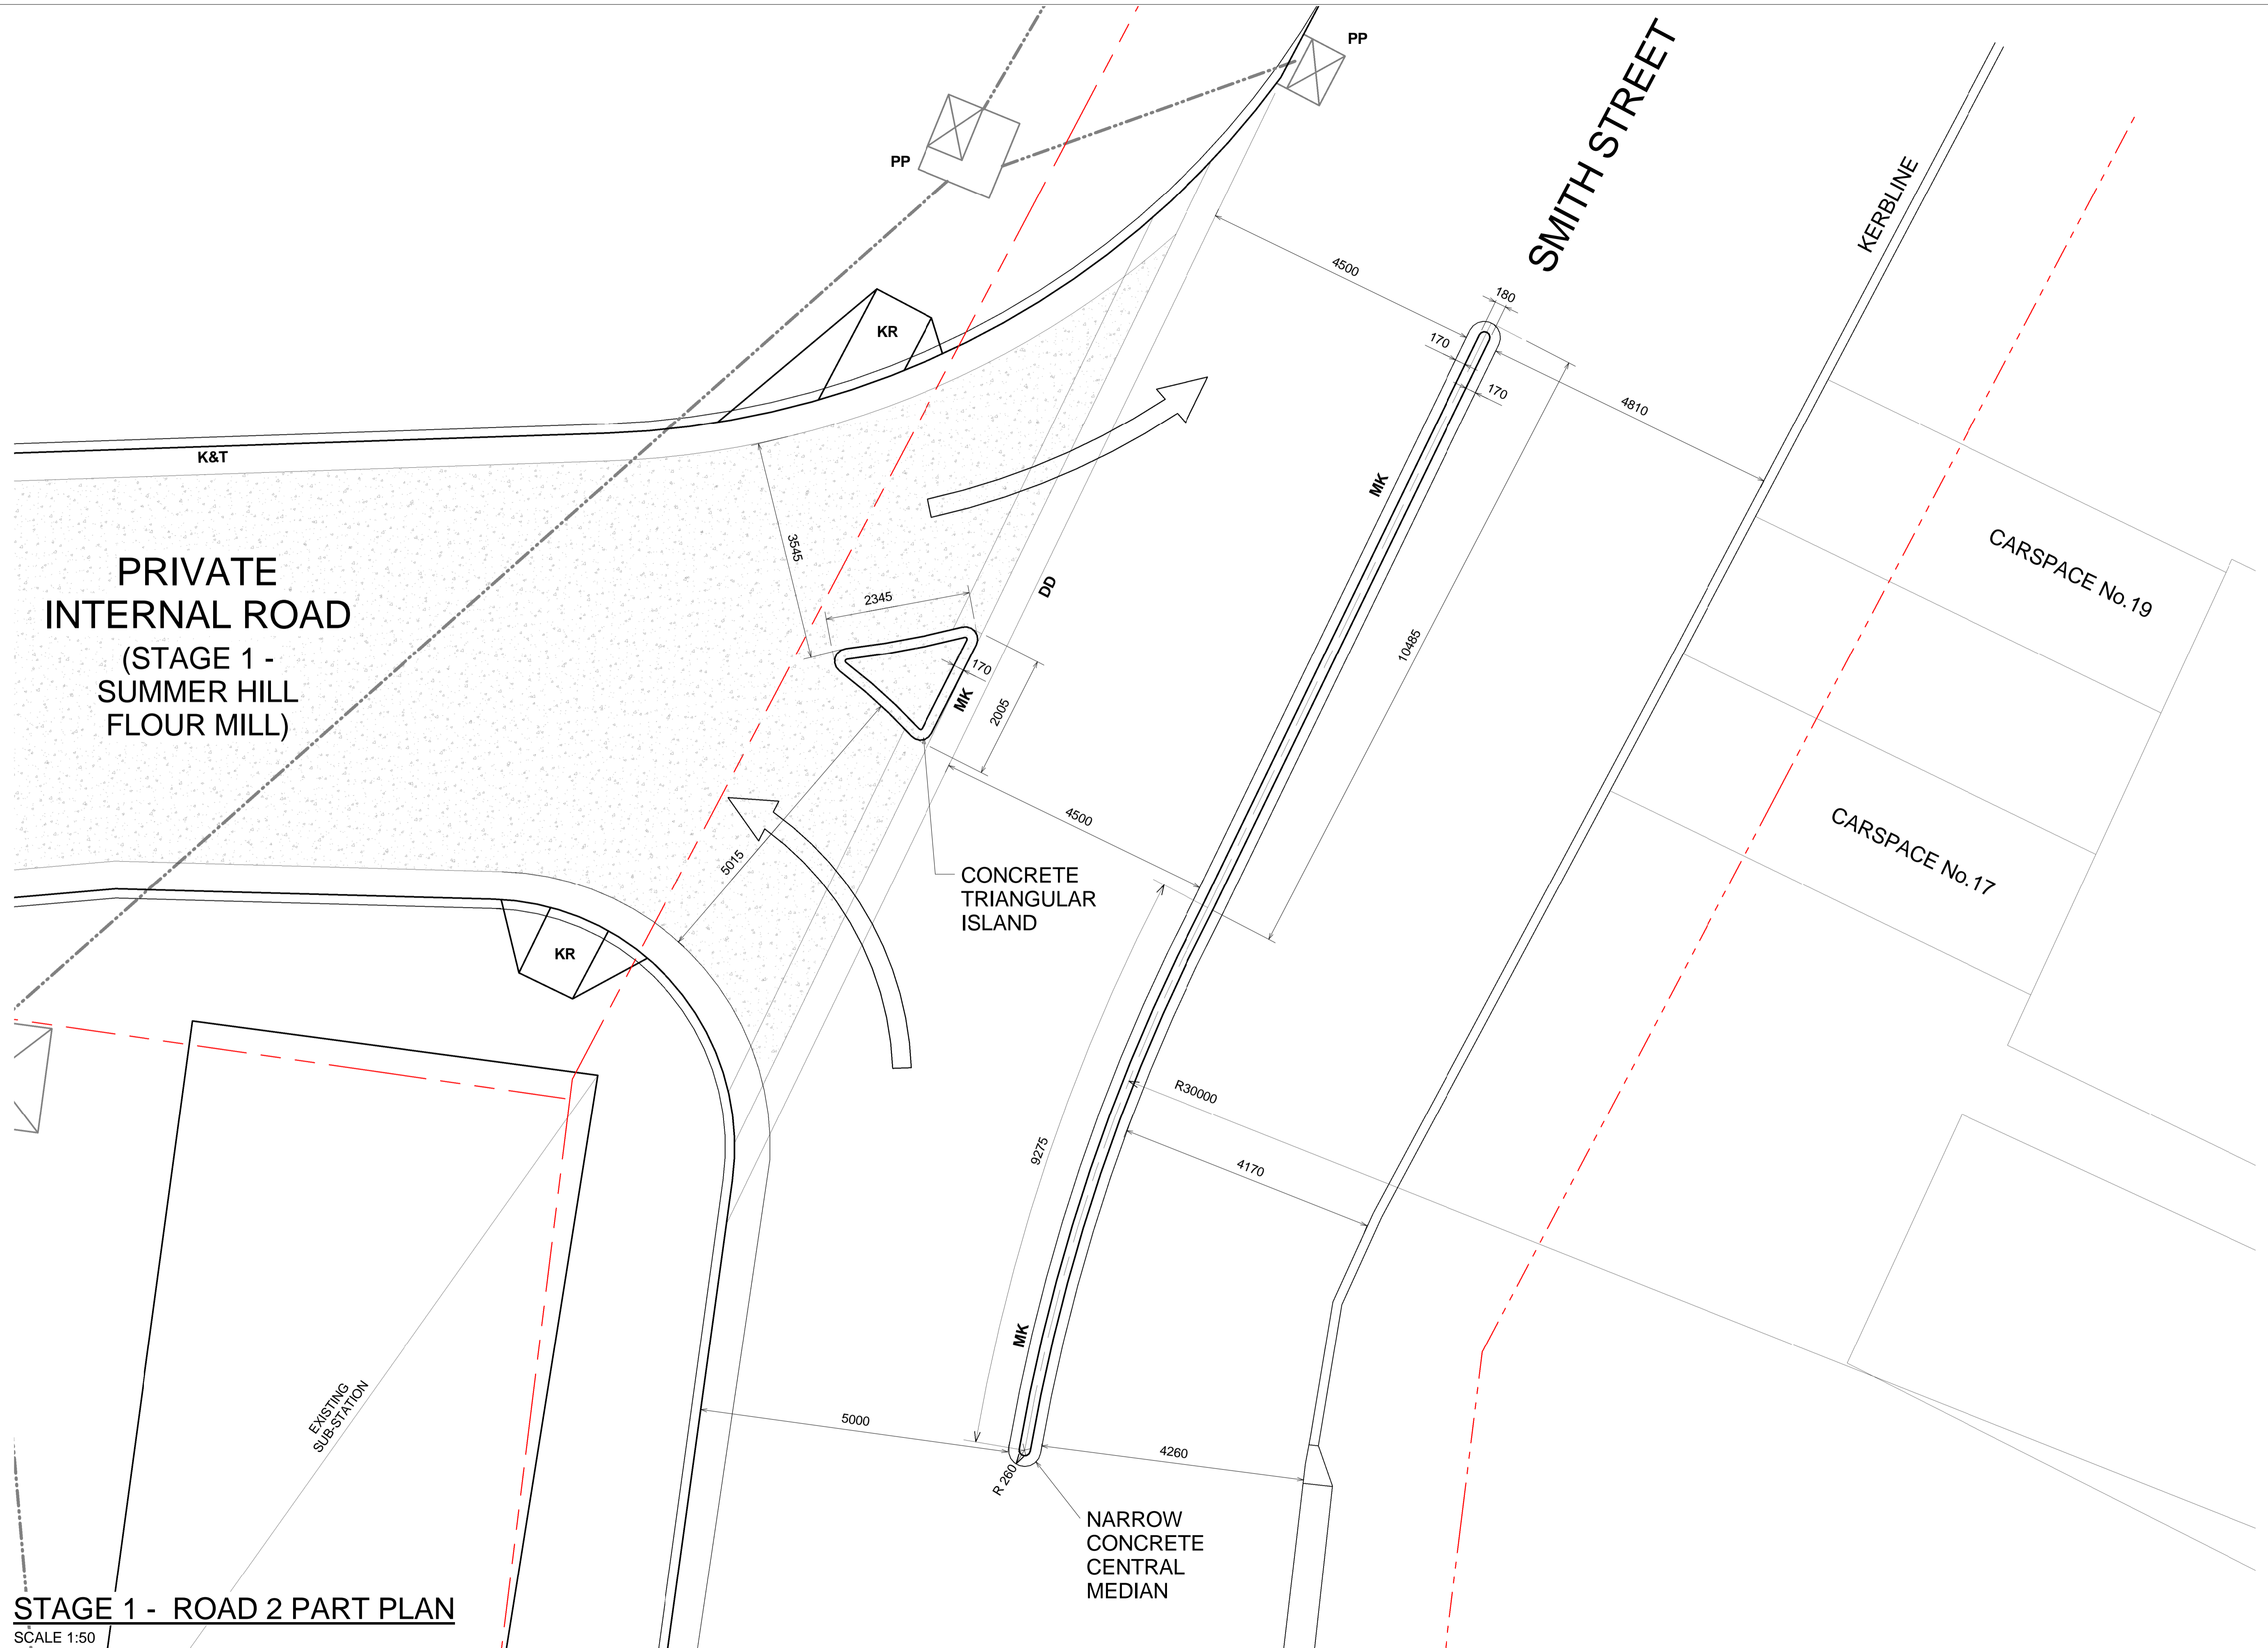 PP
PP
SMITH STREET
KERBLINE
4500
180
170
170
4810
KR
K&T
MK
3545
CARSPACE No.19
PRIVATE
INTERNAL ROAD
(STAGE 1 -
SUMMER HILL
FLOUR MILL)
2345
DD
170
MK
2005
10485
4500
CARSPACE No.17
5015
CONCRETE
TRIANGULAR
ISLAND
KR
R30000
9275
4170
MK
EXISTING
SUB-STATION
5000
4260
R 260
NARROW
CONCRETE
CENTRAL
MEDIAN
STAGE 1 - ROAD 2 PART PLAN
SCALE 1:50